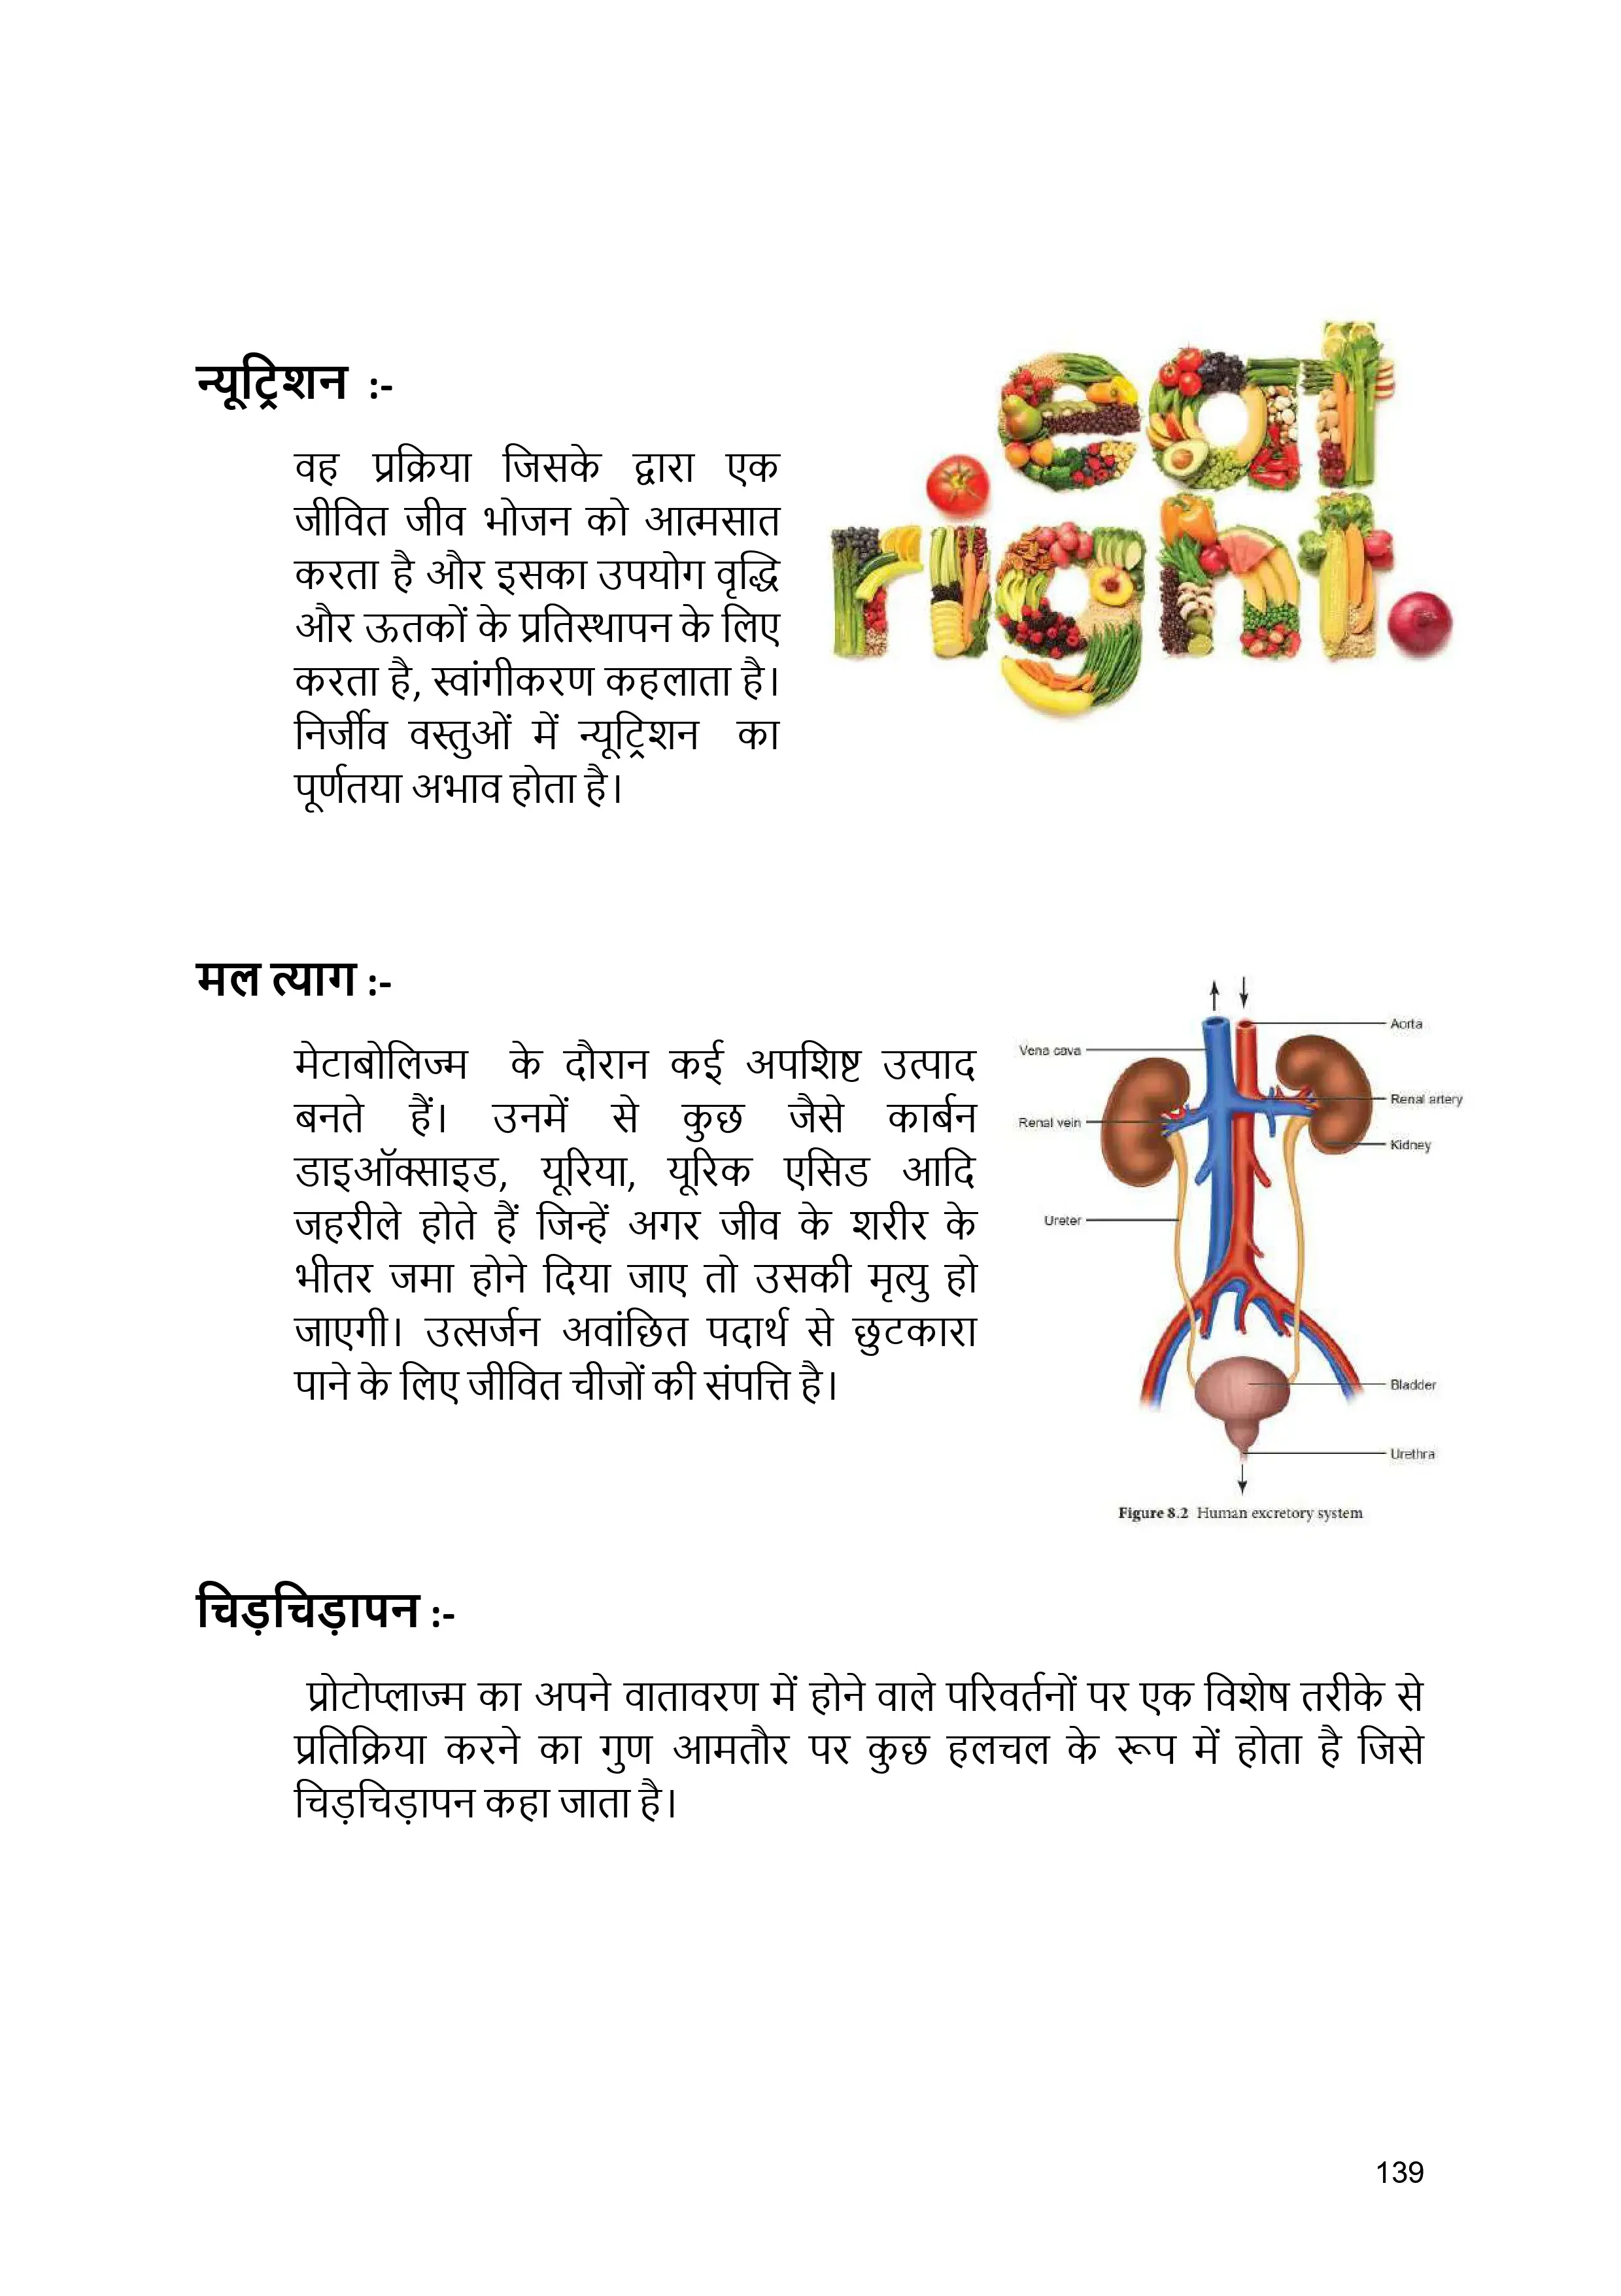 न्यूट्रिशन :-
eat
right.
वह प्रक्रिया जिसके द्वारा एक
जीवित जीव भोजन को आत्मसात
करता है और इसका उपयोग वृद्धि
और ऊतकों के प्रतिस्थापन के लिए
करता है, स्वांगीकरण कहलाता है।
निर्जीव वस्तुओं में न्यूट्रिशन का
पूर्णतया अभाव होता है।
मल त्याग :-
मेटाबोलिज्म के दौरान कई अपशिष्ट उत्पाद
बनते हैं। उनमें से कुछ जैसे कार्बन
डाइऑक्साइड, यूरिया, यूरिक एसिड आदि
जहरीले होते हैं जिन्हें अगर जीव के शरीर के
भीतर जमा होने दिया जाए तो उसकी मृत्यु हो
जाएगी। उत्सर्जन अवांछित पदार्थ से छुटकारा
पाने के लिए जीवित चीजों की संपत्ति है।
Aorta
Vena cava
Renal artery
Renal vein
Kidney
Ureter
Bladder
Urethra
Figure 8.2 Human excretory system
चिड़चिड़ापन :-
प्रोटोप्लाज्म का अपने वातावरण में होने वाले परिवर्तनों पर एक विशेष तरीके से
प्रतिक्रिया करने का गुण आमतौर पर कुछ हलचल के रूप में होता है जिसे
चिड़चिड़ापन कहा जाता है।
139